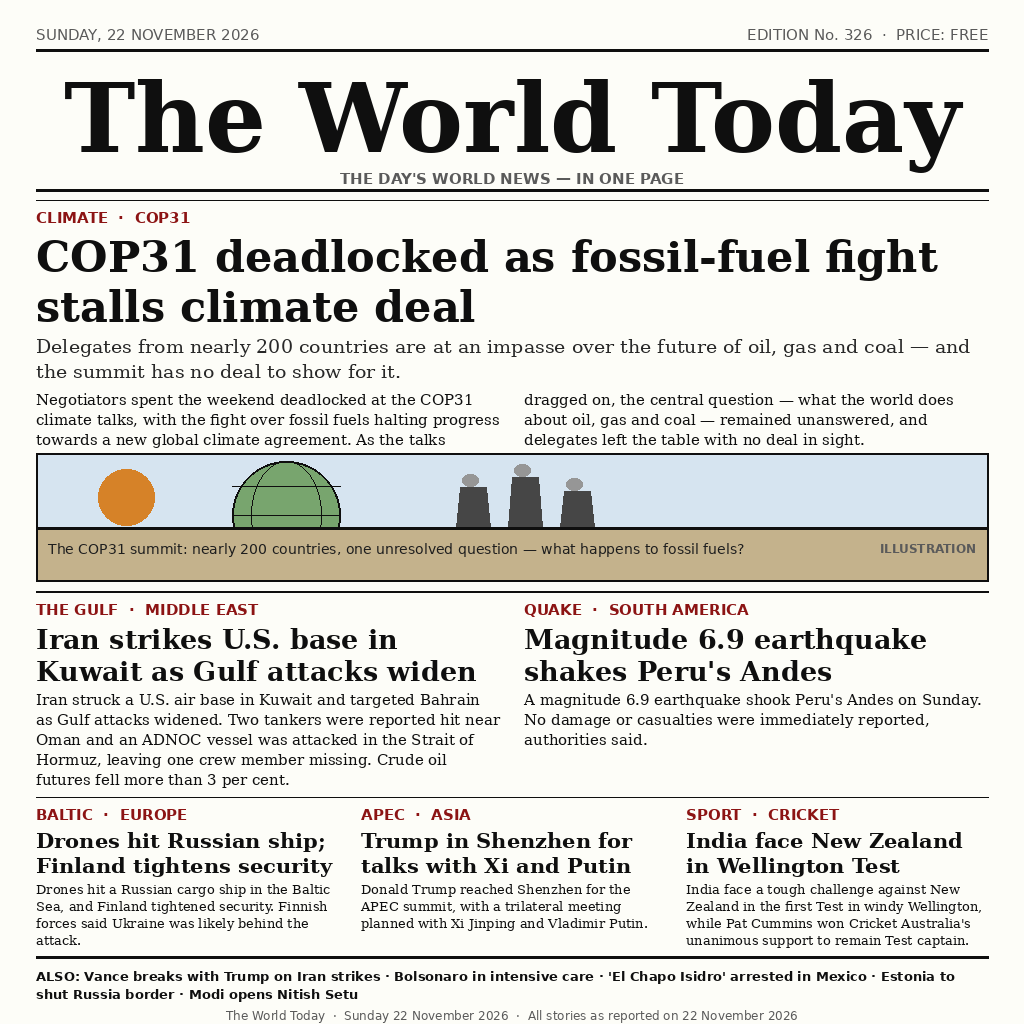 SUNDAY, 22 NOVEMBER 2026
EDITION No. 326 · PRICE: FREE
The World Today
THE DAY'S WORLD NEWS — IN ONE PAGE
CLIMATE · COP31
COP31 deadlocked as fossil-fuel fight
stalls climate deal
Delegates from nearly 200 countries are at an impasse over the future of oil, gas and coal — and
the summit has no deal to show for it.
Negotiators spent the weekend deadlocked at the COP31
climate talks, with the fight over fossil fuels halting progress
towards a new global climate agreement. As the talks
dragged on, the central question — what the world does
about oil, gas and coal — remained unanswered, and
delegates left the table with no deal in sight.
The COP31 summit: nearly 200 countries, one unresolved question — what happens to fossil fuels?
ILLUSTRATION
THE GULF · MIDDLE EAST
Iran strikes U.S. base in
Kuwait as Gulf attacks widen
Iran struck a U.S. air base in Kuwait and targeted Bahrain
as Gulf attacks widened. Two tankers were reported hit near
Oman and an ADNOC vessel was attacked in the Strait of
Hormuz, leaving one crew member missing. Crude oil
futures fell more than 3 per cent.
QUAKE · SOUTH AMERICA
Magnitude 6.9 earthquake
shakes Peru's Andes
A magnitude 6.9 earthquake shook Peru's Andes on Sunday.
No damage or casualties were immediately reported,
authorities said.
BALTIC · EUROPE
Drones hit Russian ship;
Finland tightens security
Drones hit a Russian cargo ship in the Baltic
Sea, and Finland tightened security. Finnish
forces said Ukraine was likely behind the
attack.
APEC · ASIA
Trump in Shenzhen for
talks with Xi and Putin
Donald Trump reached Shenzhen for the
APEC summit, with a trilateral meeting
planned with Xi Jinping and Vladimir Putin.
SPORT · CRICKET
India face New Zealand
in Wellington Test
India face a tough challenge against New
Zealand in the first Test in windy Wellington,
while Pat Cummins won Cricket Australia's
unanimous support to remain Test captain.
ALSO: Vance breaks with Trump on Iran strikes · Bolsonaro in intensive care · 'El Chapo Isidro' arrested in Mexico · Estonia to
shut Russia border · Modi opens Nitish Setu
The World Today · Sunday 22 November 2026 · All stories as reported on 22 November 2026